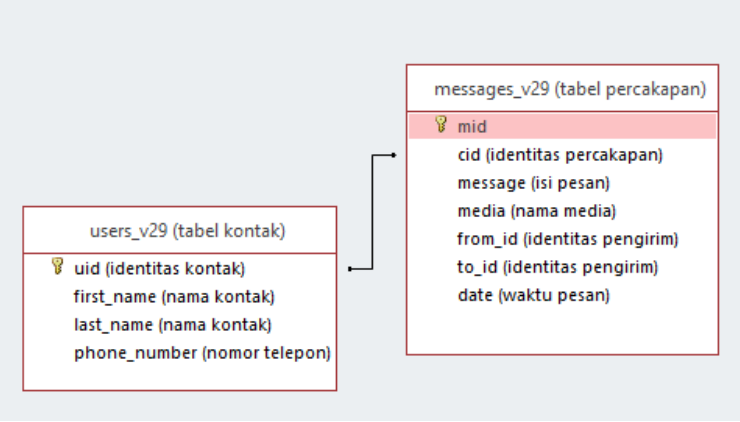 messages_v29 (tabel percakapan)
mid
cid (identitas percakapan)
message (isi pesan)
media (nama media)
from_id (identitas pengirim)
to_id (identitas pengirim)
date (waktu pesan)
users_v29 (tabel kontak)
uid (identitas kontak)
first_name (nama kontak)
last_name (nama kontak)
phone_number (nomor telepon)